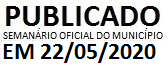 PUBLICADO
SEMANÁRIO OFICIAL DO MUNICÍPIO
EM 22/05/2020